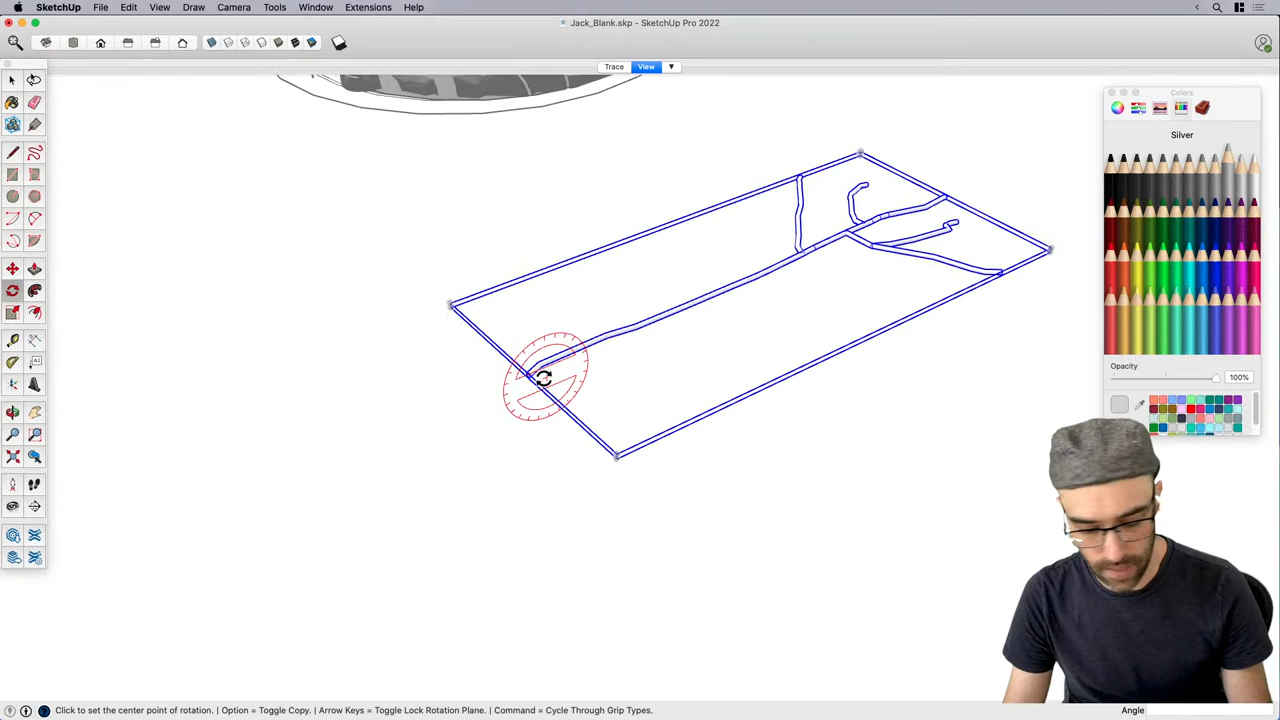 SketchUp File Edit View Draw Camera Tools Window Extensions Help
Jack_Blank.skp - SketchUp Pro 2022
Trace View
Colors
Silver
Opacity
100%
Click to set the center point of rotation. | Option = Toggle Copy. | Arrow Keys = Toggle Lock Rotation Plane. | Command = Cycle Through Grip Types.
Angle